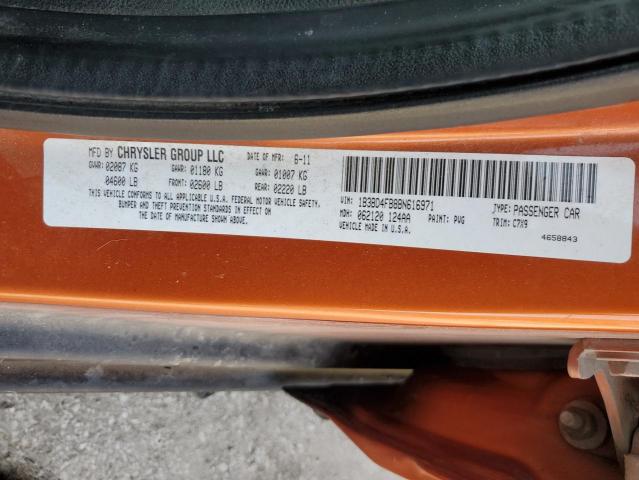 MFD BY CHRYSLER GROUP LLC DATE OF MFR: 6-11
GVWR: 02087 KG GAWR: 01180 KG GAWR: 01007 KG
04600 LB FRONT: 02600 LB REAR: 02220 LB
THIS VEHICLE CONFORMS TO ALL APPLICABLE U.S.A. FEDERAL MOTOR VEHICLE SAFETY,
BUMPER AND THEFT PREVENTION STANDARDS IN EFFECT ON
THE DATE OF MANUFACTURE SHOWN ABOVE.
VIN: 1B3BD4FB8BN616971 TYPE: PASSENGER CAR
MDH: 062120 124AA PAINT: PVG TRIM: C7X9
VEHICLE MADE IN U.S.A.
4658843